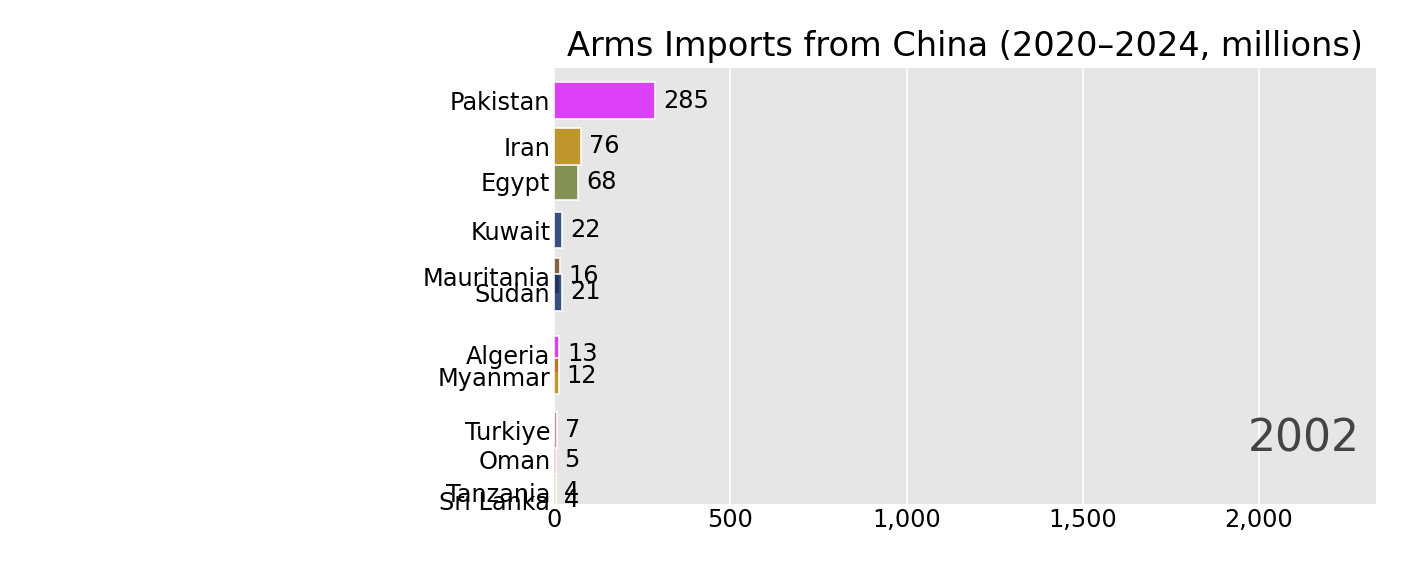 Arms Imports from China (2020–2024, millions)
Pakistan 285
Iran 76
Egypt 68
Kuwait 22
Mauritania 16
Sudan 21
Algeria 13
Myanmar 12
Turkiye 7
2002
Oman 5
Tanzania 4
Sri Lanka 4
0 500 1,000 1,500 2,000